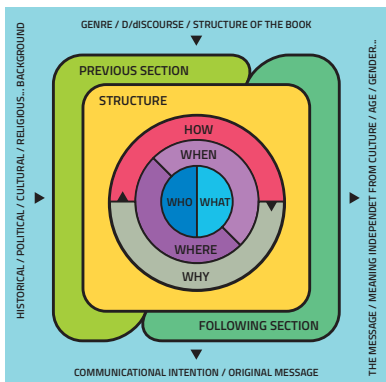 GENRE / D/dISCOURSE / STRUCTURE OF THE BOOK
HISTORICAL / POLITICAL / CULTURAL / RELIGIOUS... BACKGROUND
PREVIOUS SECTION
STRUCTURE
HOW
WHEN
WHO
WHAT
WHERE
WHY
FOLLOWING SECTION
THE MESSAGE / MEANING INDEPENDET FROM CULTURE / AGE / GENDER...
COMMUNICATIONAL INTENTION / ORIGINAL MESSAGE